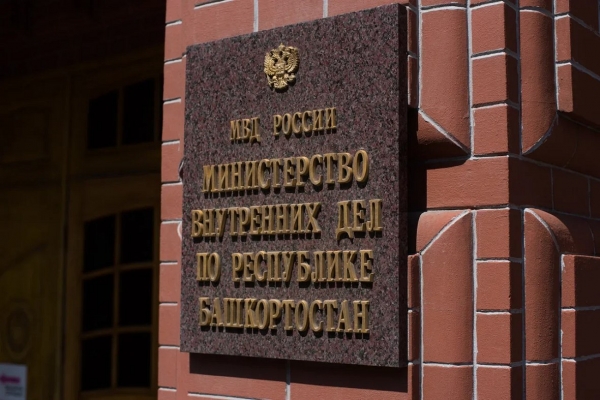 МВД РОССИИ
МИНИСТЕРСТВО
ВНУТРЕННИХ ДЕЛ
ПО РЕСПУБЛИКЕ
БАШКОРТОСТАН